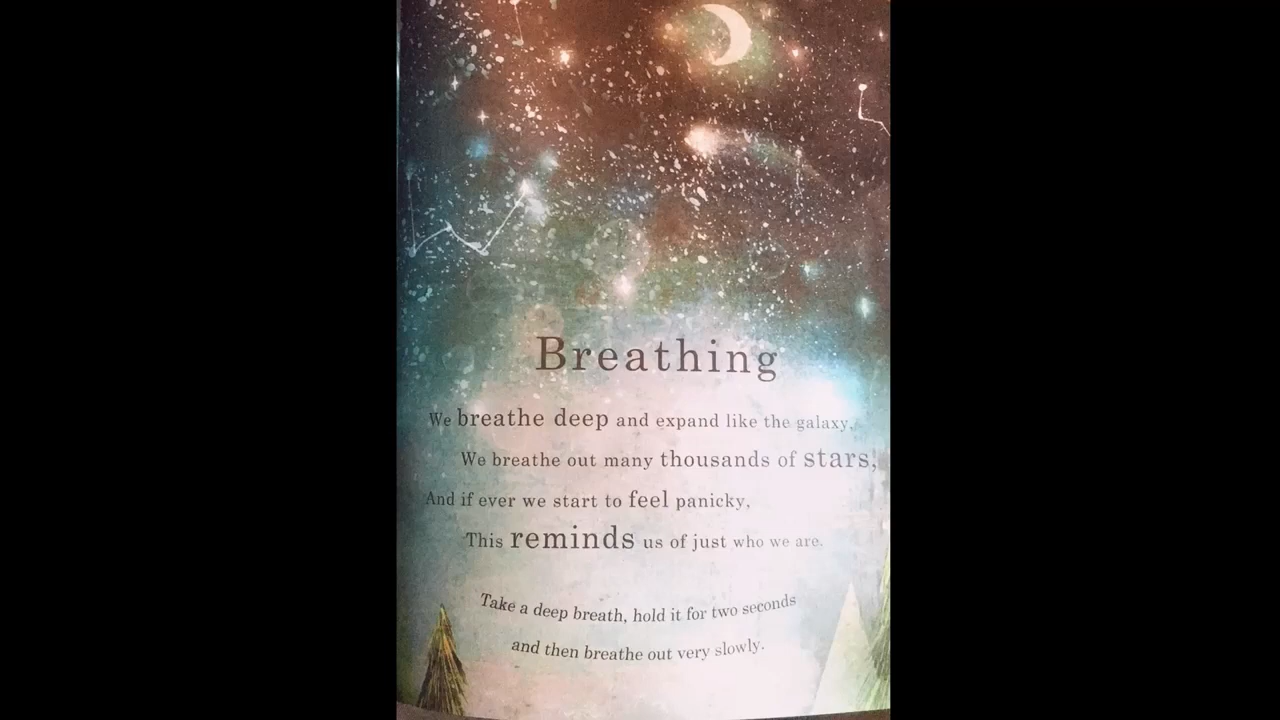 Breathing
We breathe deep and expand like the galaxy,
We breathe out many thousands of stars,
And if ever we start to feel panicky,
This reminds us of just who we are.
Take a deep breath, hold it for two seconds
and then breathe out very slowly.